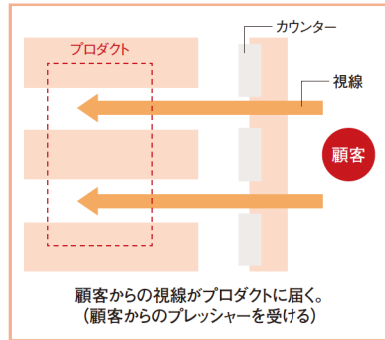 カウンター
プロダクト
視線
顧客
顧客からの視線がプロダクトに届く。
（顧客からのプレッシャーを受ける）